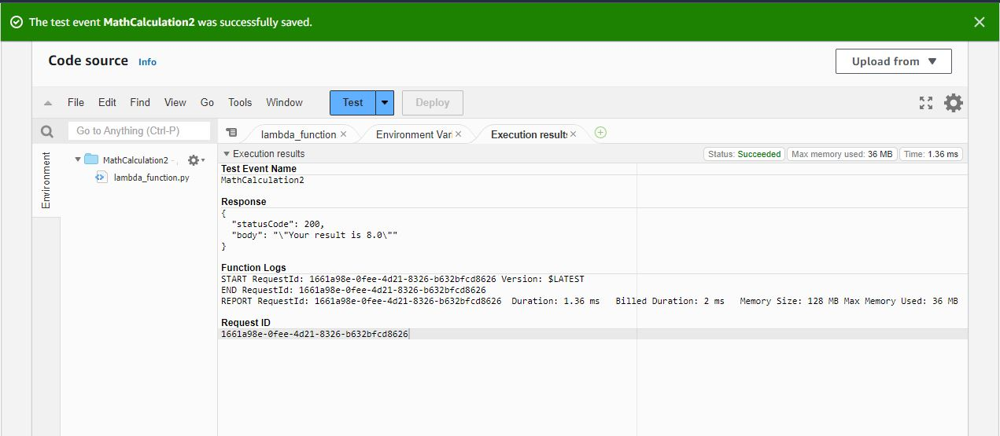 The test event MathCalculation2 was successfully saved.
Code source Info
Upload from
File Edit Find View Go Tools Window Test Deploy
Go to Anything (Ctrl-P)
lambda_function Environment Vari Execution results
Environment
MathCalculation2 -
lambda_function.py
Execution results
Status: Succeeded Max memory used: 36 MB Time: 1.36 ms
Test Event Name
MathCalculation2
Response
{
"statusCode": 200,
"body": "\"Your result is 8.0\""
}
Function Logs
START RequestId: 1661a98e-0fee-4d21-8326-b632bfcd8626 Version: $LATEST
END RequestId: 1661a98e-0fee-4d21-8326-b632bfcd8626
REPORT RequestId: 1661a98e-0fee-4d21-8326-b632bfcd8626 Duration: 1.36 ms Billed Duration: 2 ms Memory Size: 128 MB Max Memory Used: 36 MB
Request ID
1661a98e-0fee-4d21-8326-b632bfcd8626